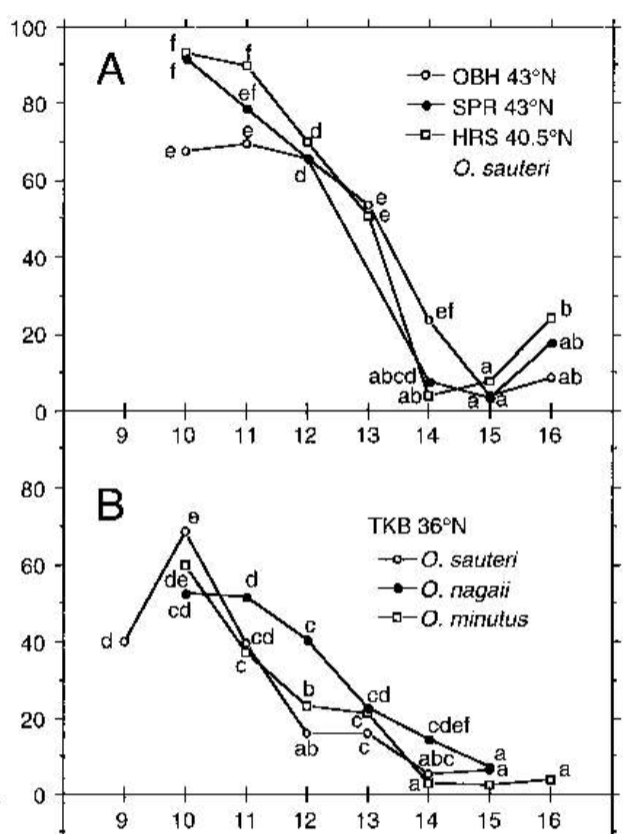 100
80
60
40
20
0
A
OBH 43°N
SPR 43°N
HRS 40.5°N
O. sauteri
f
f
f
ef
e
e
d
d
e
e
ef
abcd
ab
a
a
a
b
ab
ab
9 10 11 12 13 14 15 16
80
60
40
20
0
B
TKB 36°N
O. sauteri
O. nagaii
O. minutus
d
e
de
cd
d
cd
c
c
b
ab
cd
c
c
cdef
abc
a
a
a
a
9 10 11 12 13 14 15 16